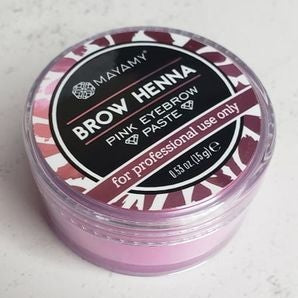 MAYAMY®
BROW HENNA
PINK EYEBROW
PASTE
for professional use only
0.53 oz. (15g) ℮